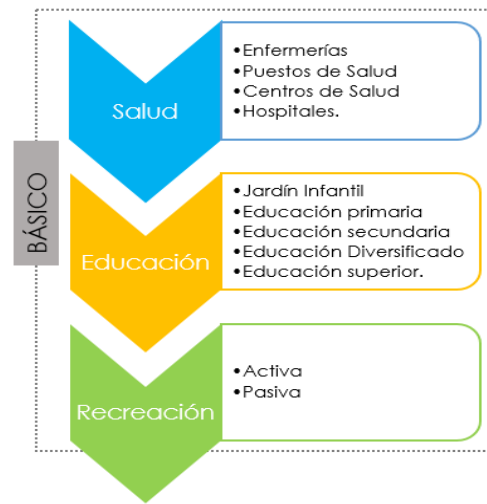 BÁSICO
Salud
•Enfermerías
•Puestos de Salud
•Centros de Salud
•Hospitales.
Educación
•Jardín Infantil
•Educación primaria
•Educación secundaria
•Educación Diversificado
•Educación superior.
Recreación
•Activa
•Pasiva